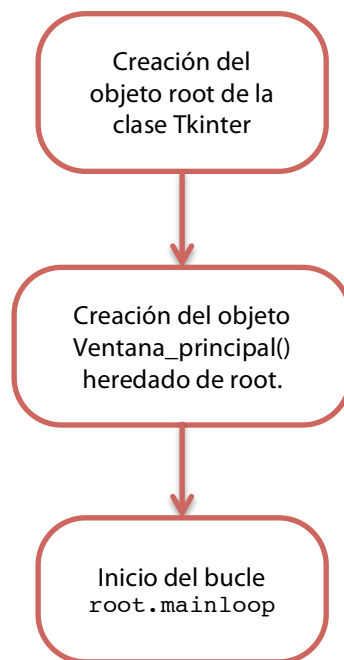 Creación del
objeto root de la
clase Tkinter
Creación del objeto
Ventana_principal()
heredado de root.
Inicio del bucle
root.mainloop